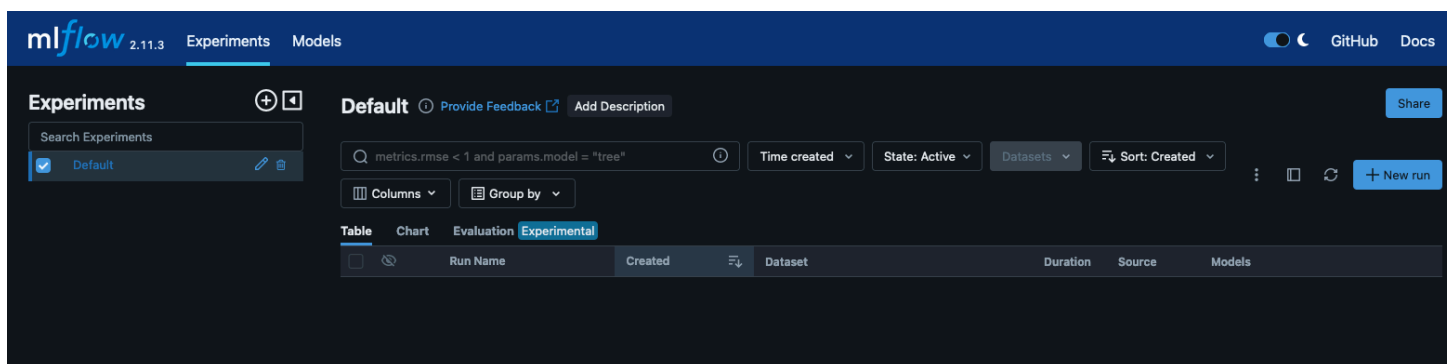 mlflow 2.11.3 Experiments Models GitHub Docs
Experiments
Default Provide Feedback Add Description Share
Search Experiments
Default
metrics.rmse < 1 and params.model = "tree" Time created State: Active Datasets Sort: Created
+ New run
Columns Group by
Table Chart Evaluation Experimental
Run Name Created Dataset Duration Source Models